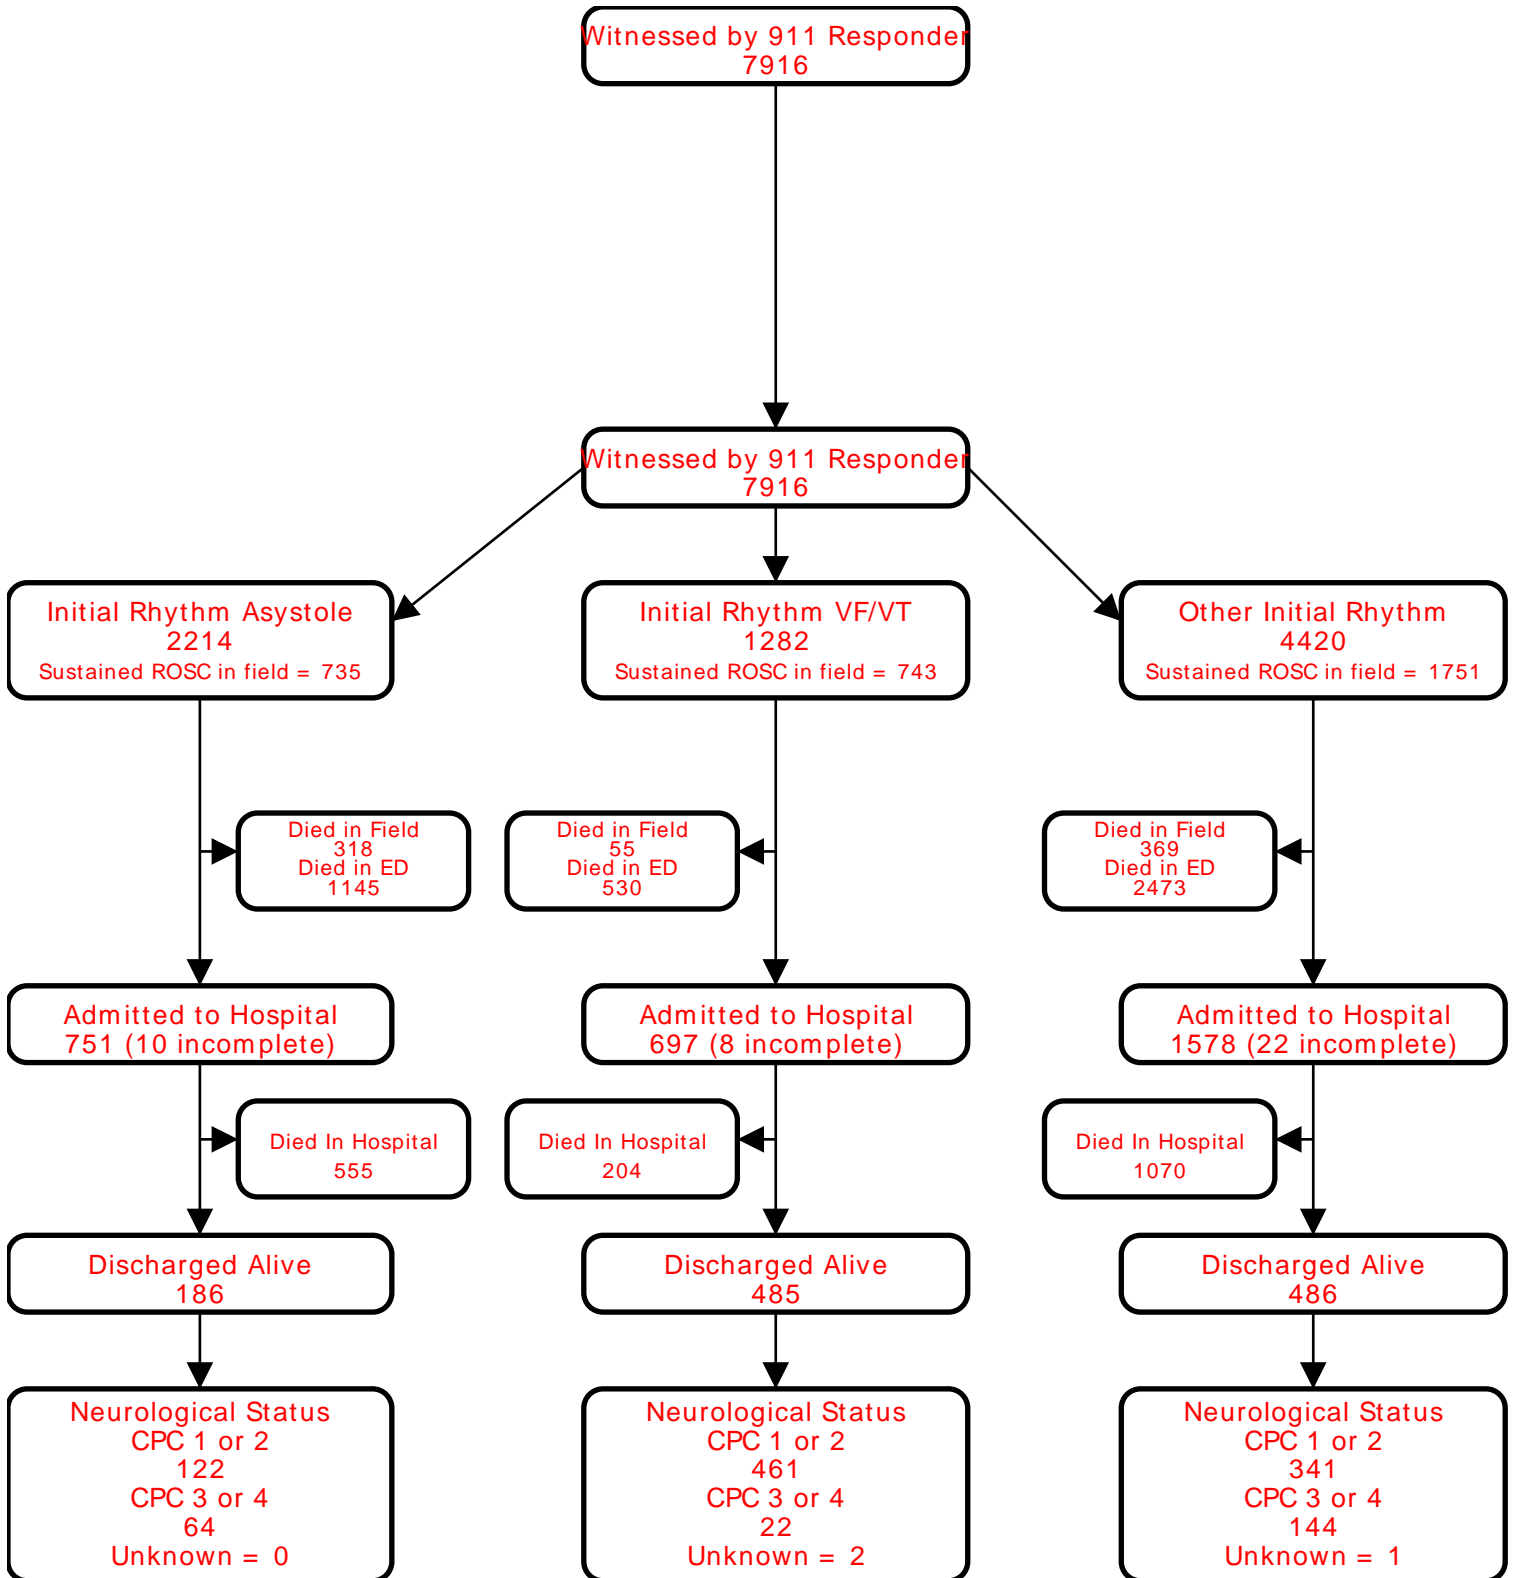 Witnessed by 911 Responder
7916
Witnessed by 911 Responder
7916
Initial Rhythm Asystole
2214
Sustained ROSC in field = 735
Initial Rhythm VF/VT
1282
Sustained ROSC in field = 743
Other Initial Rhythm
4420
Sustained ROSC in field = 1751
Died in Field
318
Died in ED
1145
Died in Field
55
Died in ED
530
Died in Field
369
Died in ED
2473
Admitted to Hospital
751 (10 incomplete)
Admitted to Hospital
697 (8 incomplete)
Admitted to Hospital
1578 (22 incomplete)
Died In Hospital
555
Died In Hospital
204
Died In Hospital
1070
Discharged Alive
186
Discharged Alive
485
Discharged Alive
486
Neurological Status
CPC 1 or 2
122
CPC 3 or 4
64
Unknown = 0
Neurological Status
CPC 1 or 2
461
CPC 3 or 4
22
Unknown = 2
Neurological Status
CPC 1 or 2
341
CPC 3 or 4
144
Unknown = 1